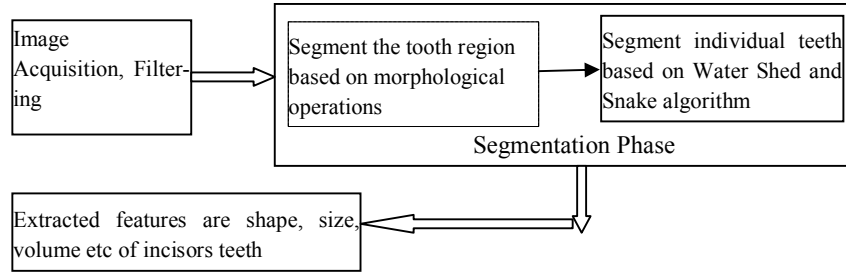 Image
Acquisition, Filter-
ing
Segment the tooth region
based on morphological
operations
Segment individual teeth
based on Water Shed and
Snake algorithm
Segmentation Phase
Extracted features are shape, size,
volume etc of incisors teeth